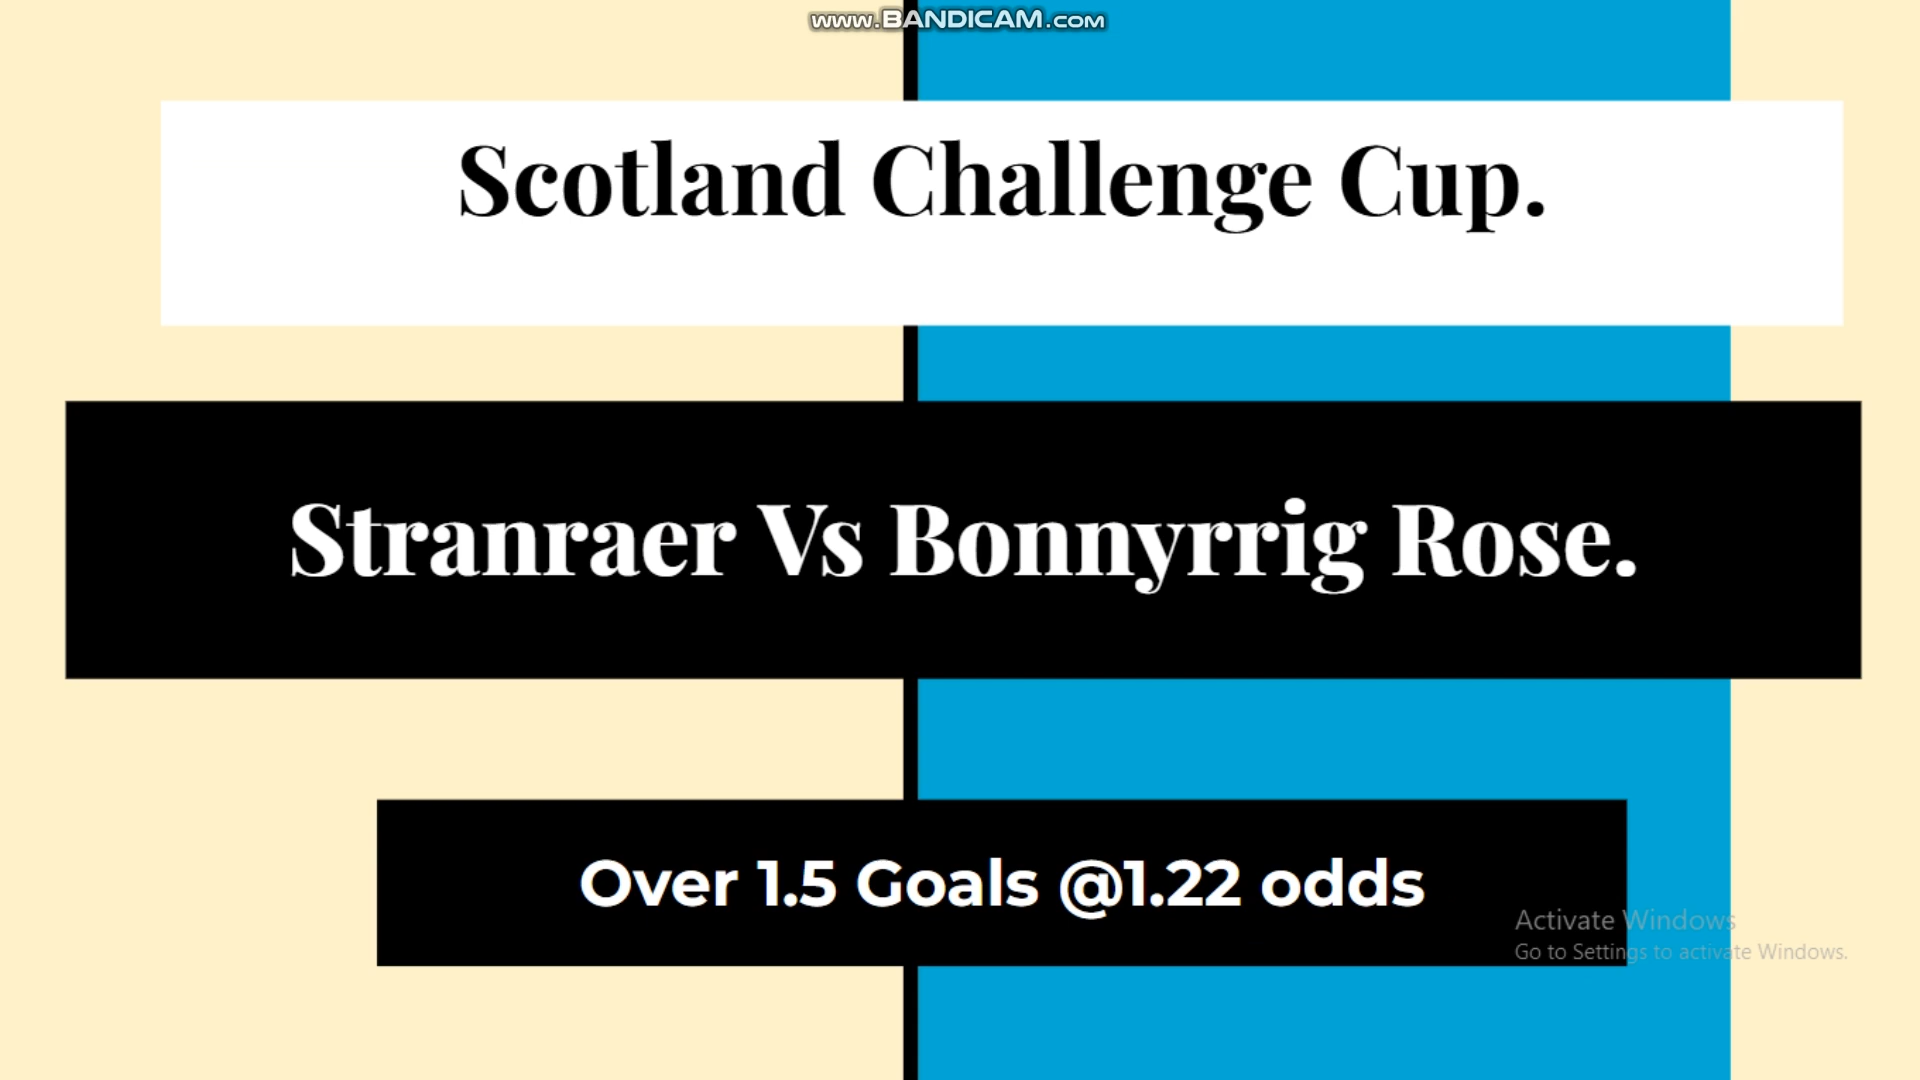 www.BANDICAM.com
Scotland Challenge Cup.
Stranraer Vs Bonnyrrig Rose.
Over 1.5 Goals @1.22 odds
Activate Windows
Go to Settings to activate Windows.